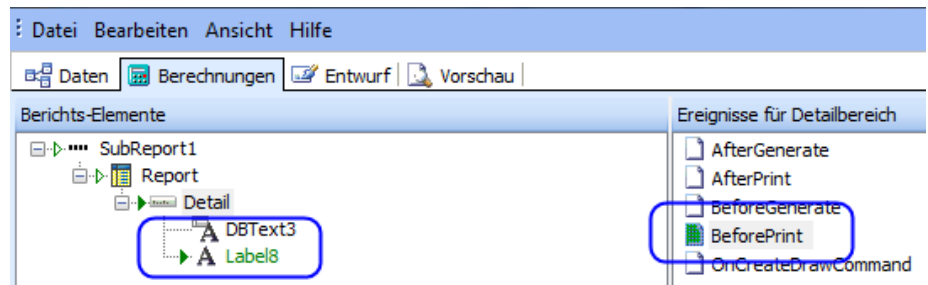 Datei Bearbeiten Ansicht Hilfe
Daten Berechnungen Entwurf Vorschau
Berichts-Elemente
SubReport1
Report
Detail
DBText3
Label8
Ereignisse für Detailbereich
AfterGenerate
AfterPrint
BeforeGenerate
BeforePrint
OnCreateDrawCommand